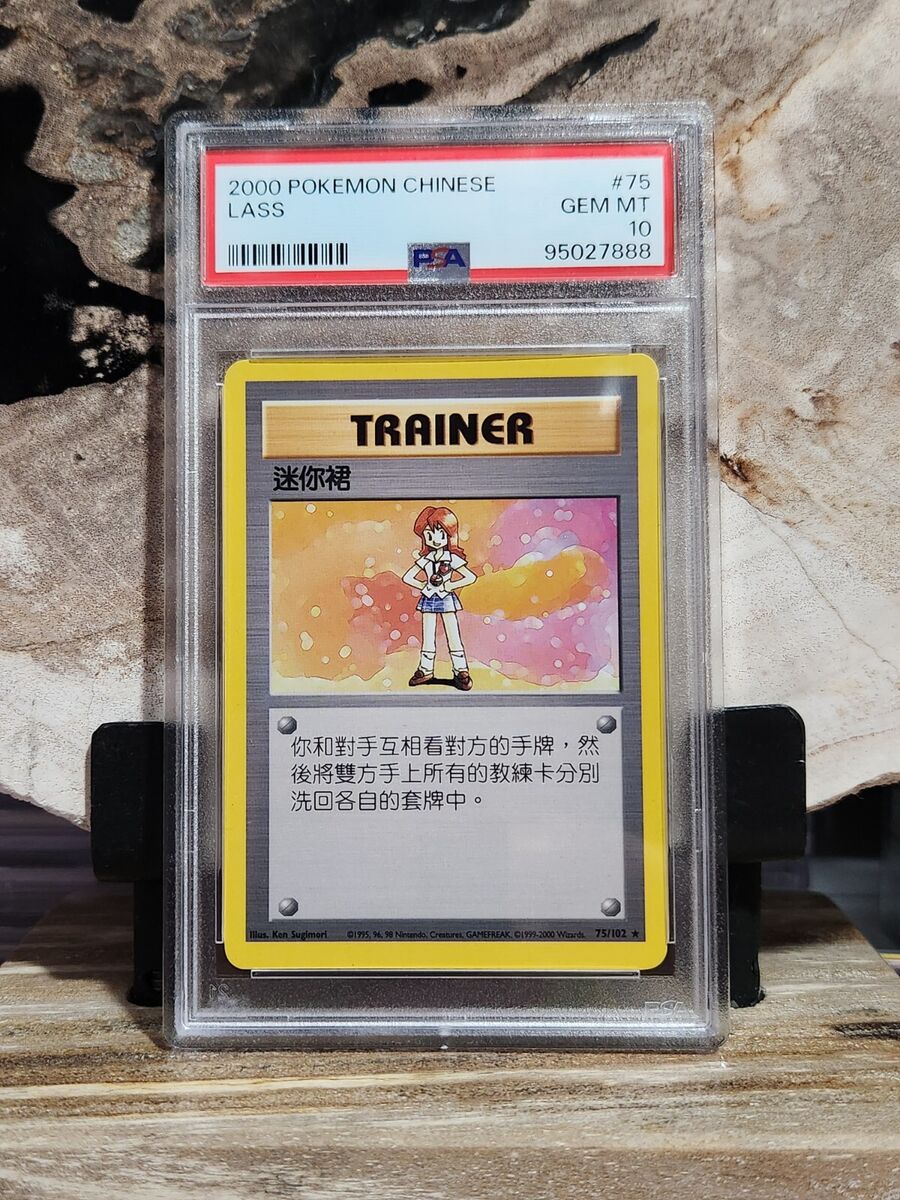 2000 POKEMON CHINESE #75
LASS GEM MT
10
PSA 95027888
TRAINER
迷你裙
你和對手互相看對方的手牌，然
後將雙方手上所有的教練卡分別
洗回各自的套牌中。
Illus. Ken Sugimori ©1995, 96, 98 Nintendo, Creatures, GAMEFREAK. ©1999-2000 Wizards. 75/102 ★
PSA